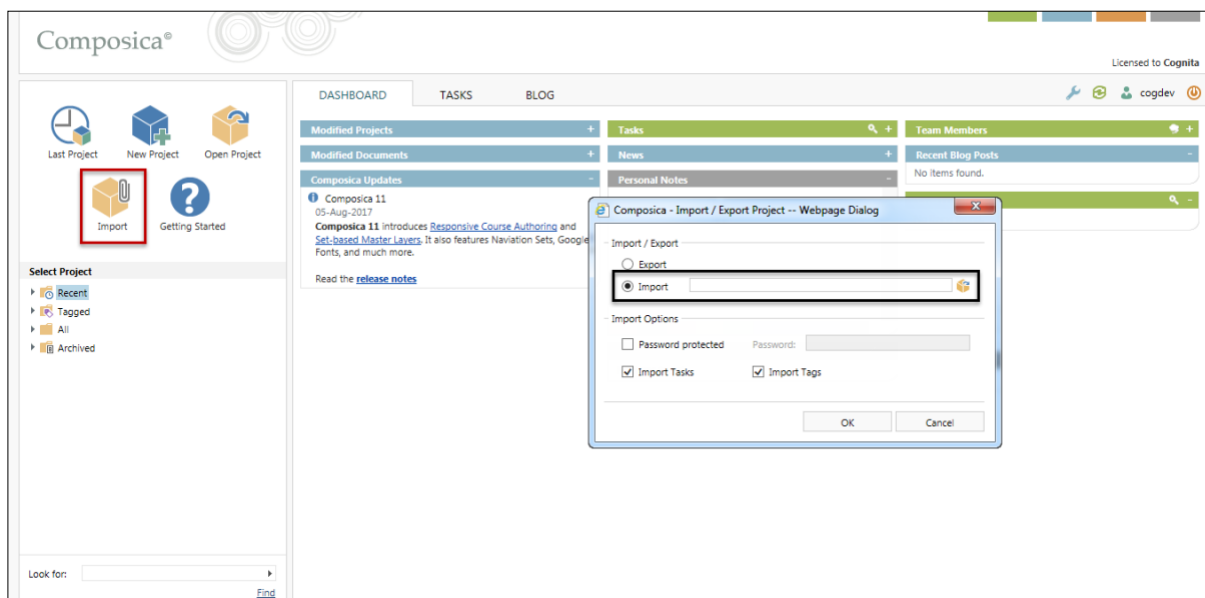 Composica©
Licensed to Cognita
DASHBOARD TASKS BLOG
cogdev
Last Project New Project Open Project
Import Getting Started
Select Project
Recent
Tagged
All
Archived
Look for:
Find
Modified Projects
Modified Documents
Composica Updates
Composica 11
05-Aug-2017
Composica 11 introduces Responsive Course Authoring and
Set-based Master Layers. It also features Naviation Sets, Google
Fonts, and much more.
Read the release notes
Tasks
News
Personal Notes
Team Members
Recent Blog Posts
No items found.
Composica - Import / Export Project -- Webpage Dialog
Import / Export
Export
Import
Import Options
Password protected Password:
Import Tasks Import Tags
OK Cancel